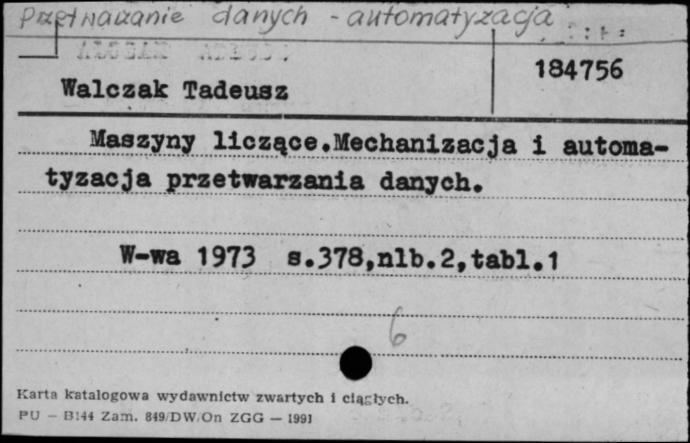 Przetwarzanie danych - automatyzacja
184756
Walczak Tadeusz
Maszyny liczące.Mechanizacja i automa-
tyzacja przetwarzania danych.
W-wa 1973 s.378,nlb.2,tabl.1
6
Karta katalogowa wydawnictw zwartych i ciągłych.
PU - B144 Zam. 849/DW/On ZGG - 1991